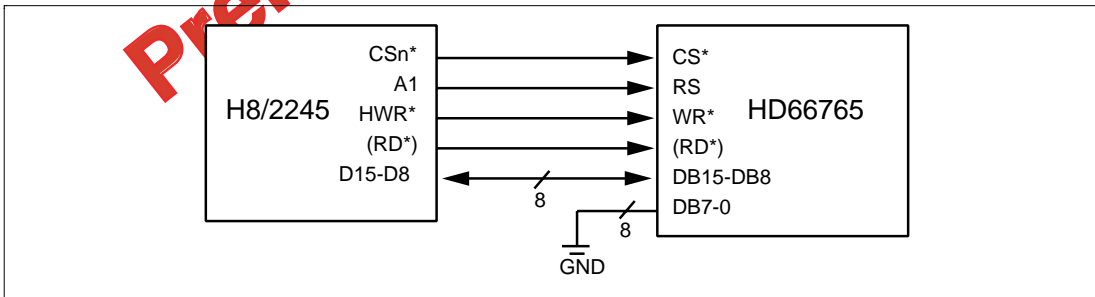 CSn*
A1
H8/2245
HWR*
(RD*)
D15-D8
8
CS*
RS
WR*
HD66765
(RD*)
DB15-DB8
DB7-0
8
GND